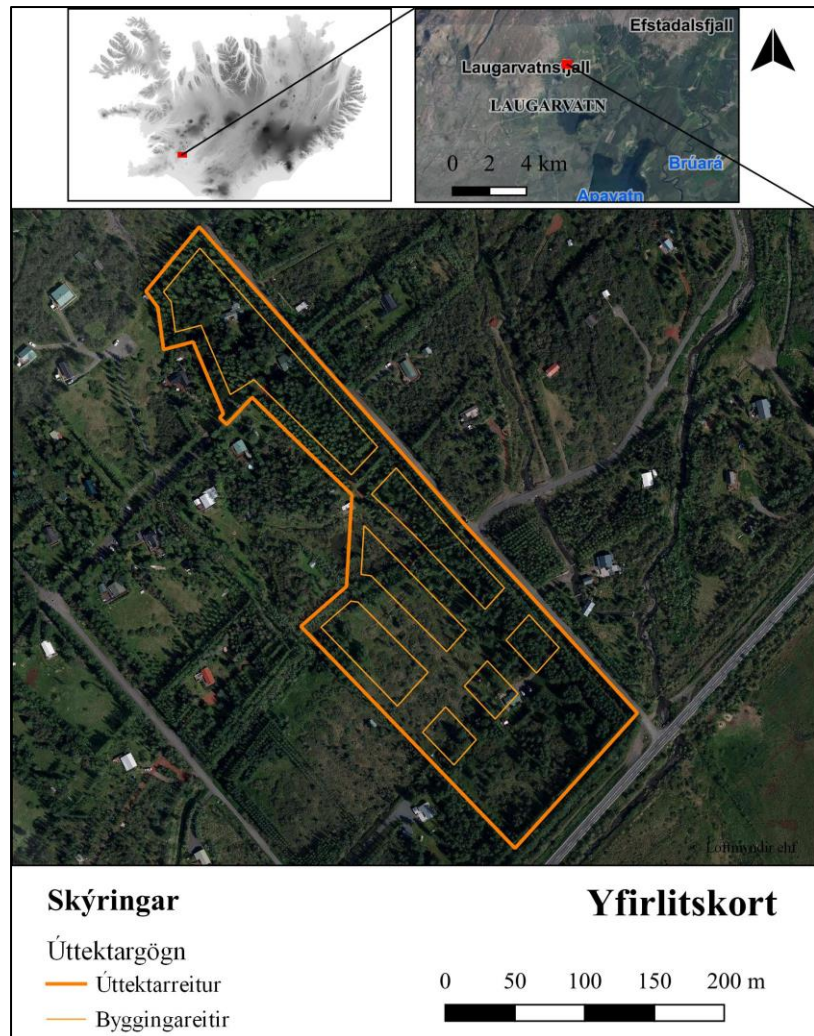 Efstadalsfjall
Laugarvatnsfjall
LAUGARVATN
0 2 4 km
Brúará
Apavatn
© Loftmyndir ehf
Skýringar
Yfirlitskort
Úttektargögn
Úttektarreitur
Byggingareitir
0 50 100 150 200 m